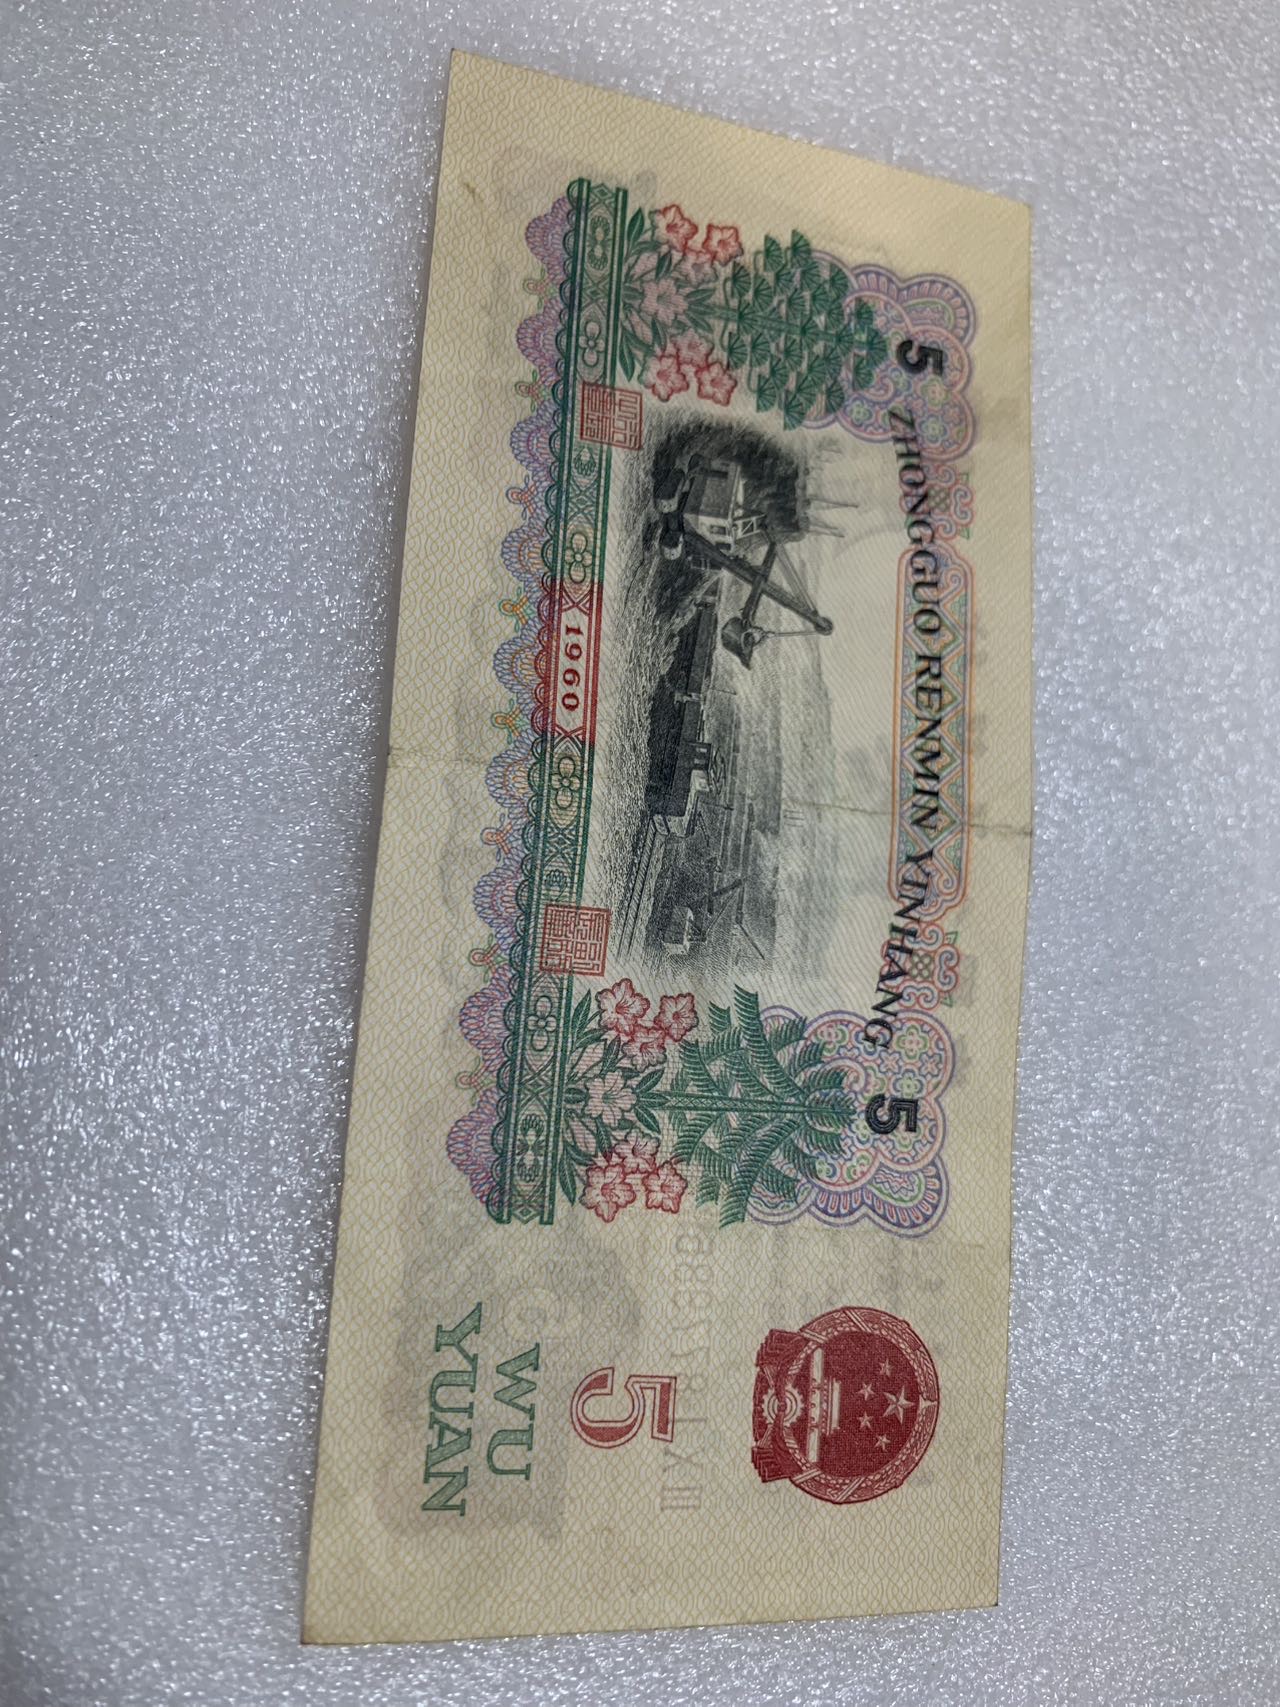 5 ZHONGGUO RENMIN YINHANG 5
1960
5
WU
YUAN